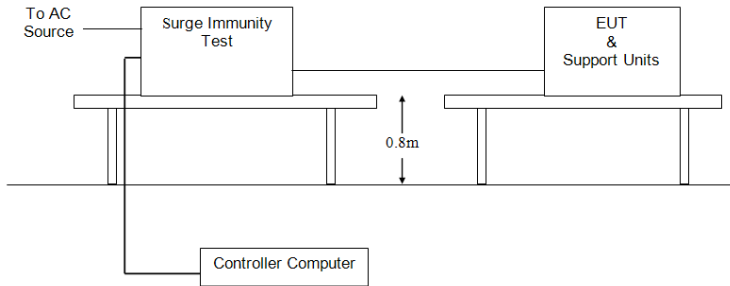 To AC
Source
Surge Immunity
Test
EUT
&
Support Units
0.8m
Controller Computer